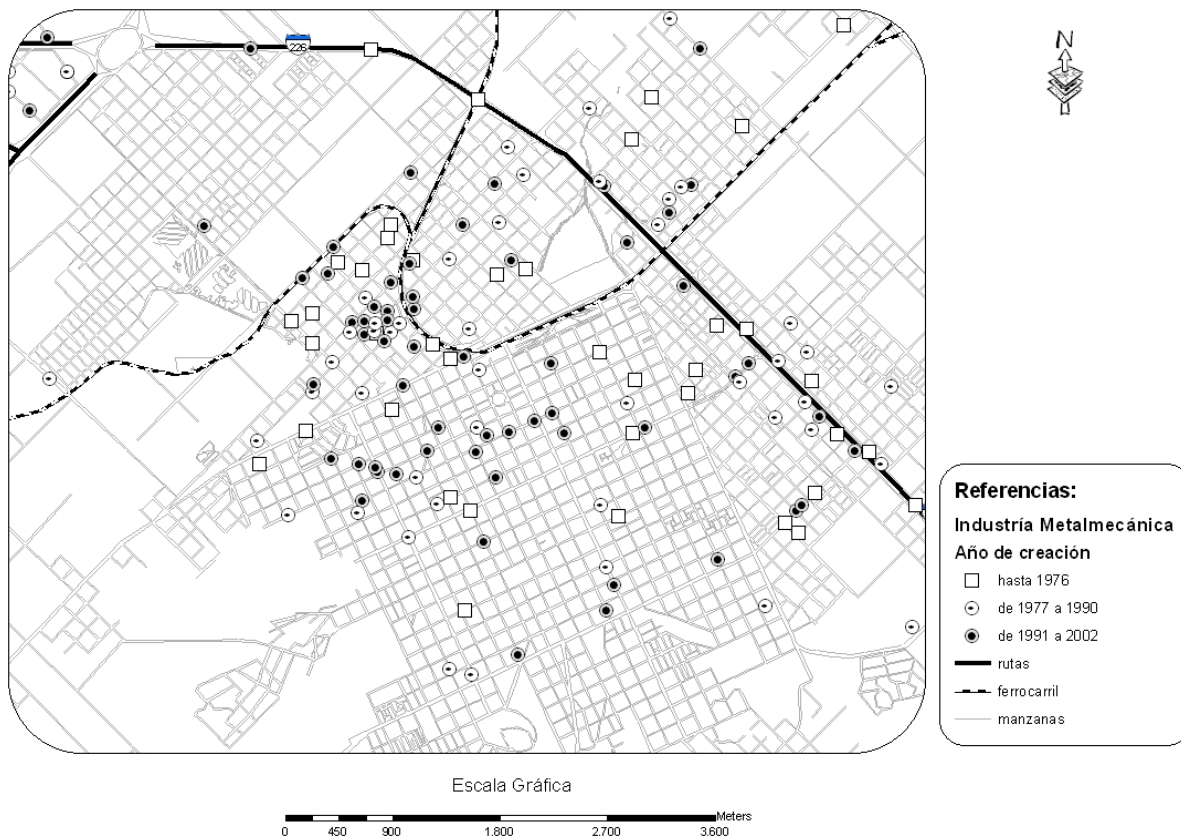 226
N
Referencias:
Industría Metalmecánica
Año de creación
hasta 1976
de 1977 a 1990
de 1991 a 2002
rutas
ferrocarril
manzanas
Escala Gráfica
Meters
0 450 900 1.800 2.700 3.600